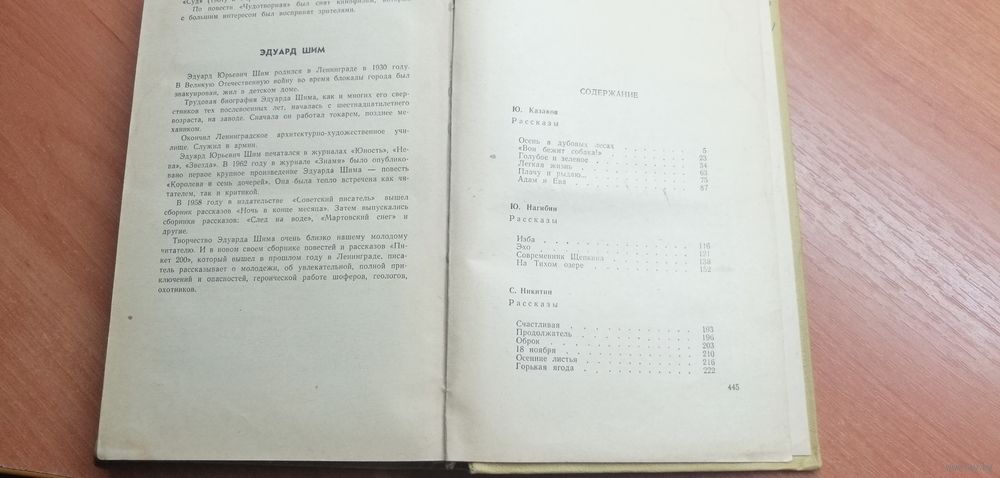 «Суд» (1961)
По повести «Чудотворная» был снят кинофильм, который
с большим интересом был воспринят зрителями.
ЭДУАРД ШИМ
Эдуард Юрьевич Шим родился в Ленинграде в 1930 году.
В Великую Отечественную войну во время блокады города был
эвакуирован, жил в детском доме.
Трудовая биография Эдуарда Шима, как и многих его свер-
стников тех послевоенных лет, началась с шестнадцатилетнего
возраста, на заводе. Сначала он работал токарем, позднее ме-
хаником.
Окончил Ленинградское архитектурно-художественное учи-
лище. Служил в армии.
Эдуард Юрьевич Шим печатался в журналах «Юность», «Не-
ва», «Звезда». В 1962 году в журнале «Знамя» было опублико-
вано первое крупное произведение Эдуарда Шима — повесть
«Королева и семь дочерей». Она была тепло встречена как чи-
тателем, так и критикой.
В 1958 году в издательстве «Советский писатель» вышел
сборник рассказов «Ночь в конце месяца». Затем выпускались
сборники рассказов: «След на воде», «Мартовский снег» и
другие.
Творчество Эдуарда Шима очень близко нашему молодому
читателю. И в новом своем сборнике повестей и рассказов «Пи-
кет 200», который вышел в прошлом году в Ленинграде, писа-
тель рассказывает о молодежи, об увлекательной, полной при-
ключений и опасностей, героической работе шоферов, геологов,
охотников.
СОДЕРЖАНИЕ
Ю. Казаков
Рассказы
Осень в дубовых лесах . . . . . . 5
«Вон бежит собака!» . . . . . . 23
Голубое и зеленое . . . . . . 34
Легкая жизнь . . . . . . 63
Плачу и рыдаю... . . . . . . 75
Адам и Ева . . . . . . 87
Ю. Нагибин
Рассказы
Изба . . . . . . 116
Эхо . . . . . . 121
Современник Щепкина . . . . . . 138
На Тихом озере . . . . . . 152
С. Никитин
Рассказы
Счастливая . . . . . . 193
Продолжатель . . . . . . 196
Оброк . . . . . . 203
18 ноября . . . . . . 210
Осенние листья . . . . . . 216
Горькая ягода . . . . . . 222
445